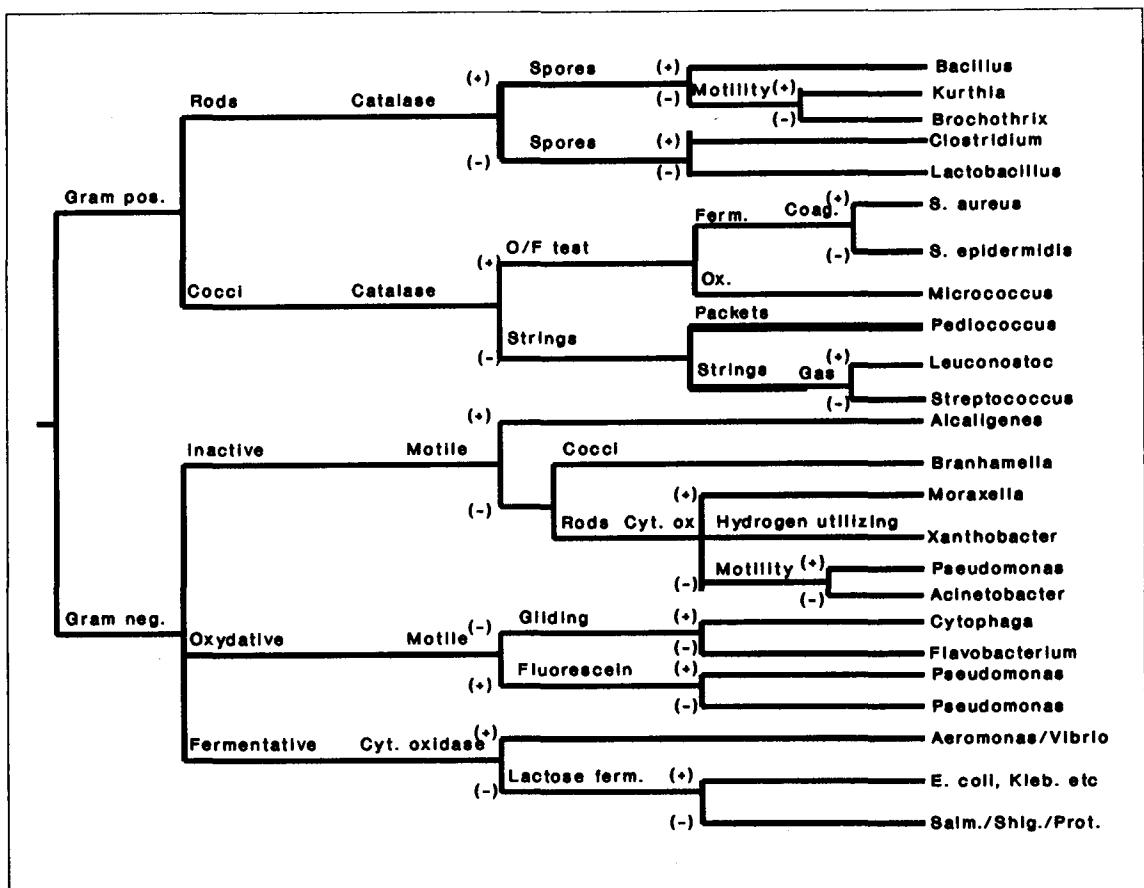 (+) Spores (+) Bacillus
Motility (+) Kurthia
Rods Catalase (-)
(-) Brochothrix
Spores (+) Clostridium
(-) (-) Lactobacillus
Gram pos.
(+) S. aureus
Ferm. Coag.
O/F test (-) S. epidermidis
(+)
Ox.
Cocci Catalase Micrococcus
Packets Pediococcus
Strings
(-) (+) Leuconostoc
Strings Gas
(-) Streptococcus
(+) Alcaligenes
Inactive Motile Cocci
Branhamella
(-) (+) Moraxella
Rods Cyt. ox Hydrogen utilizing
Xanthobacter
Motility (+) Pseudomonas
(-) (-) Acinetobacter
Gram neg.
Gliding (+) Cytophaga
Oxydative Motile (-)
(-) Flavobacterium
Fluorescein (+) Pseudomonas
(+) (-) Pseudomonas
Fermentative Cyt. oxidase (+) Aeromonas/Vibrio
Lactose ferm. (+) E. coli, Kleb. etc
(-)
(-) Salm./Shig./Prot.